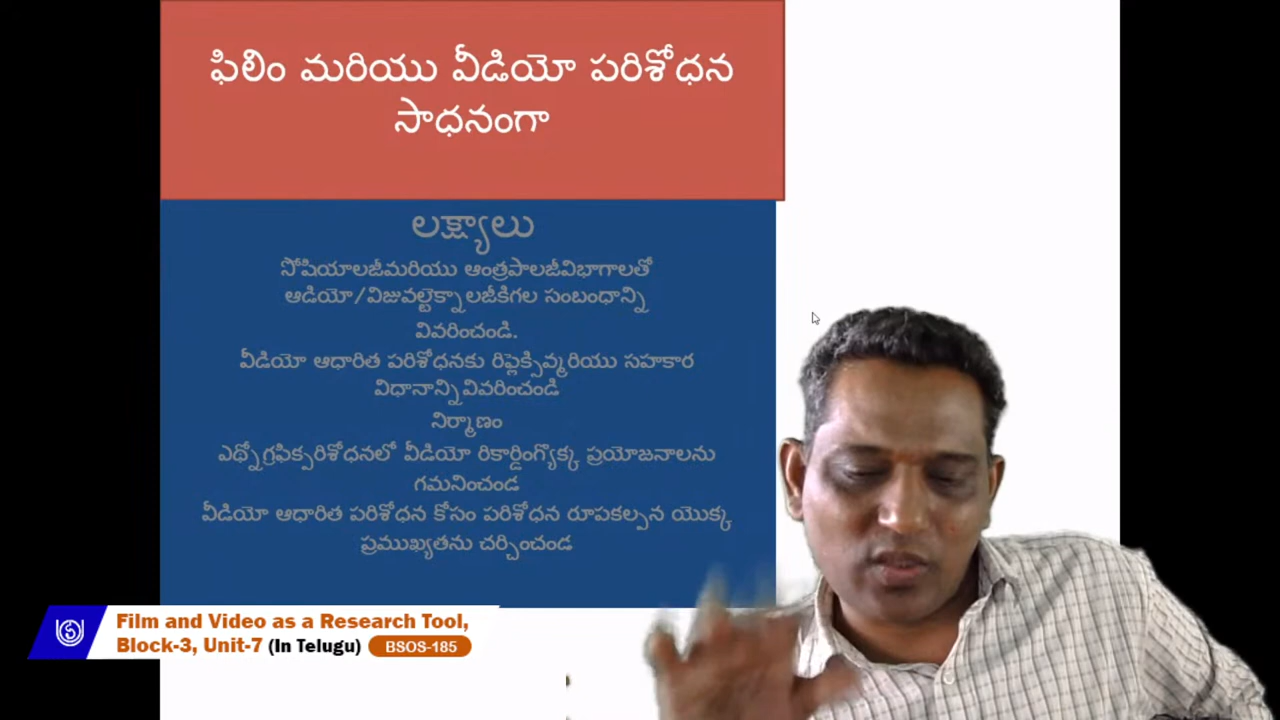 ఫిలిం మరియు వీడియో పరిశోధన
సాధనంగా
లక్ష్యాలు
సోషియాలజీమరియు ఆంత్రపాలజీవిభాగాలతో
ఆడియో/విజువల్టెక్నాలజీకిగల సంబంధాన్ని
వివరించండి.
వీడియో ఆధారిత పరిశోధనకు రిఫ్లెక్సివ్మరియు సహకార
విధానాన్నివివరించండి
నిర్మాణం
ఎథ్నోగ్రఫిక్పరిశోధనలో వీడియో రికార్డింగ్యొక్క ప్రయోజనాలను
గమనించండ
వీడియో ఆధారిత పరిశోధన కోసం పరిశోధన రూపకల్పన యొక్క
ప్రముఖ్యతను చర్చించండ
Film and Video as a Research Tool,
Block-3, Unit-7 (In Telugu) BSOS-185